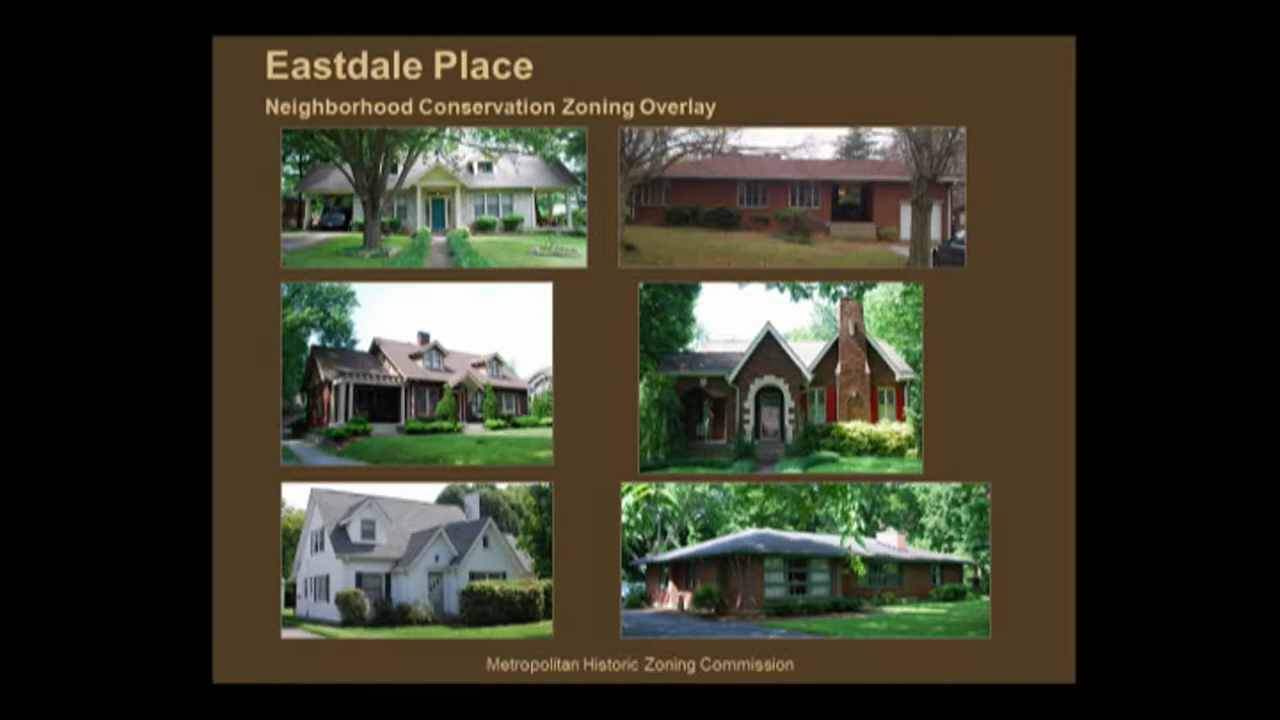 Eastdale Place
Neighborhood Conservation Zoning Overlay
Metropolitan Historic Zoning Commission